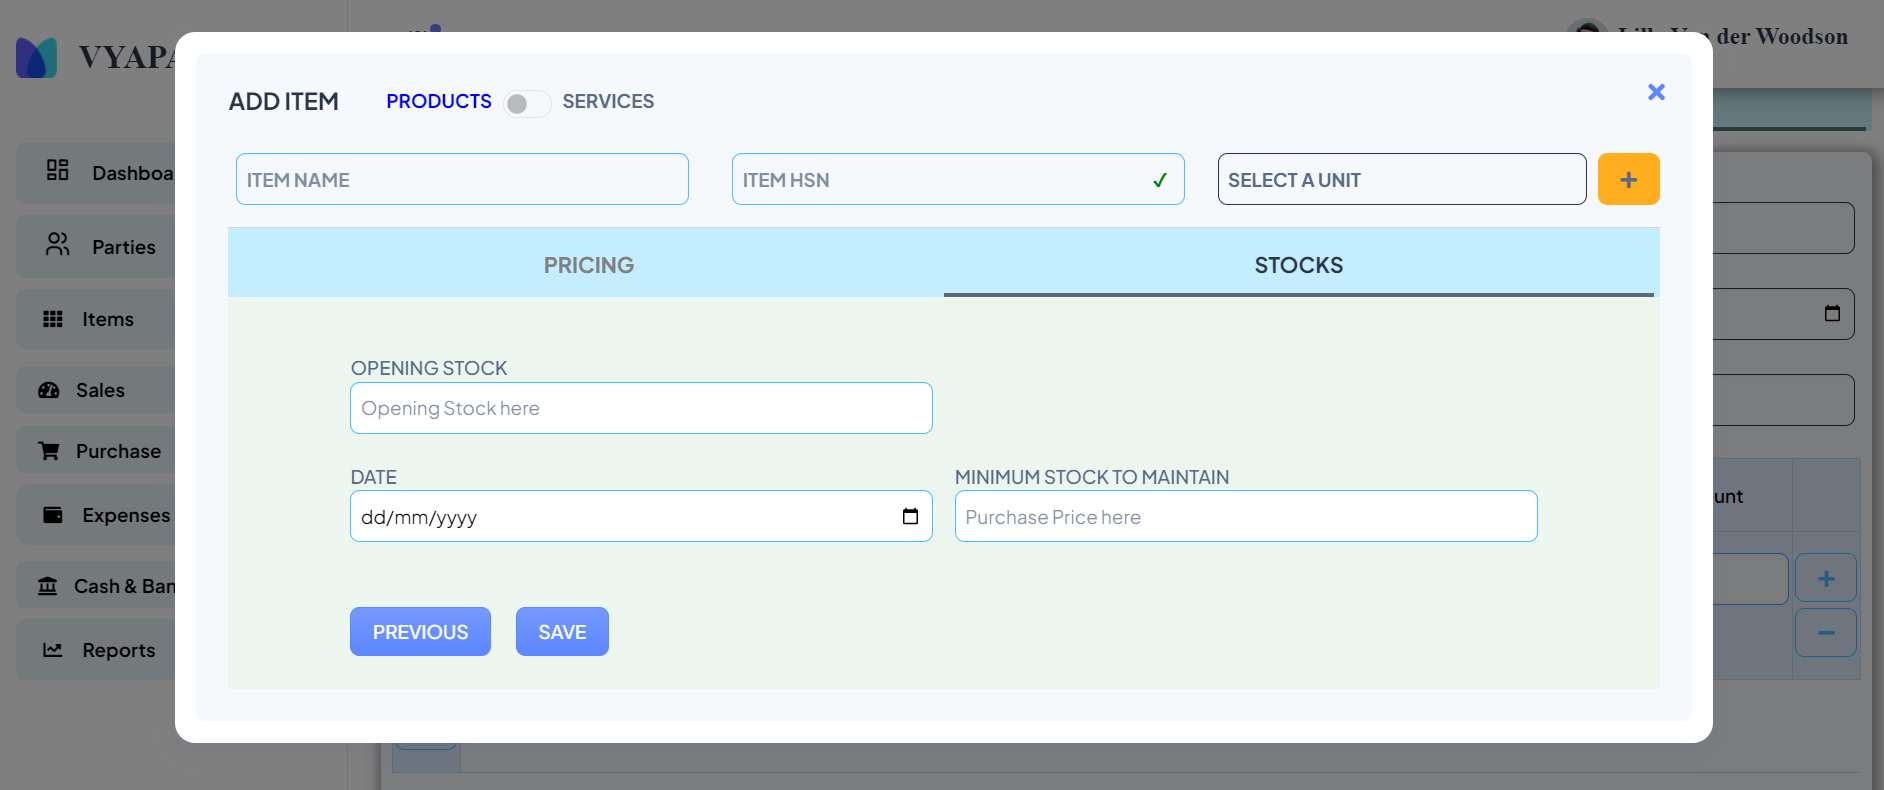 VYAPA
der Woodson
ADD ITEM PRODUCTS SERVICES
ITEM NAME ITEM HSN SELECT A UNIT
PRICING STOCKS
Dashboa
Parties
Items
Sales
Purchase
Expenses
Cash & Ban
Reports
OPENING STOCK
Opening Stock here
DATE MINIMUM STOCK TO MAINTAIN
dd/mm/yyyy Purchase Price here
PREVIOUS SAVE
unt